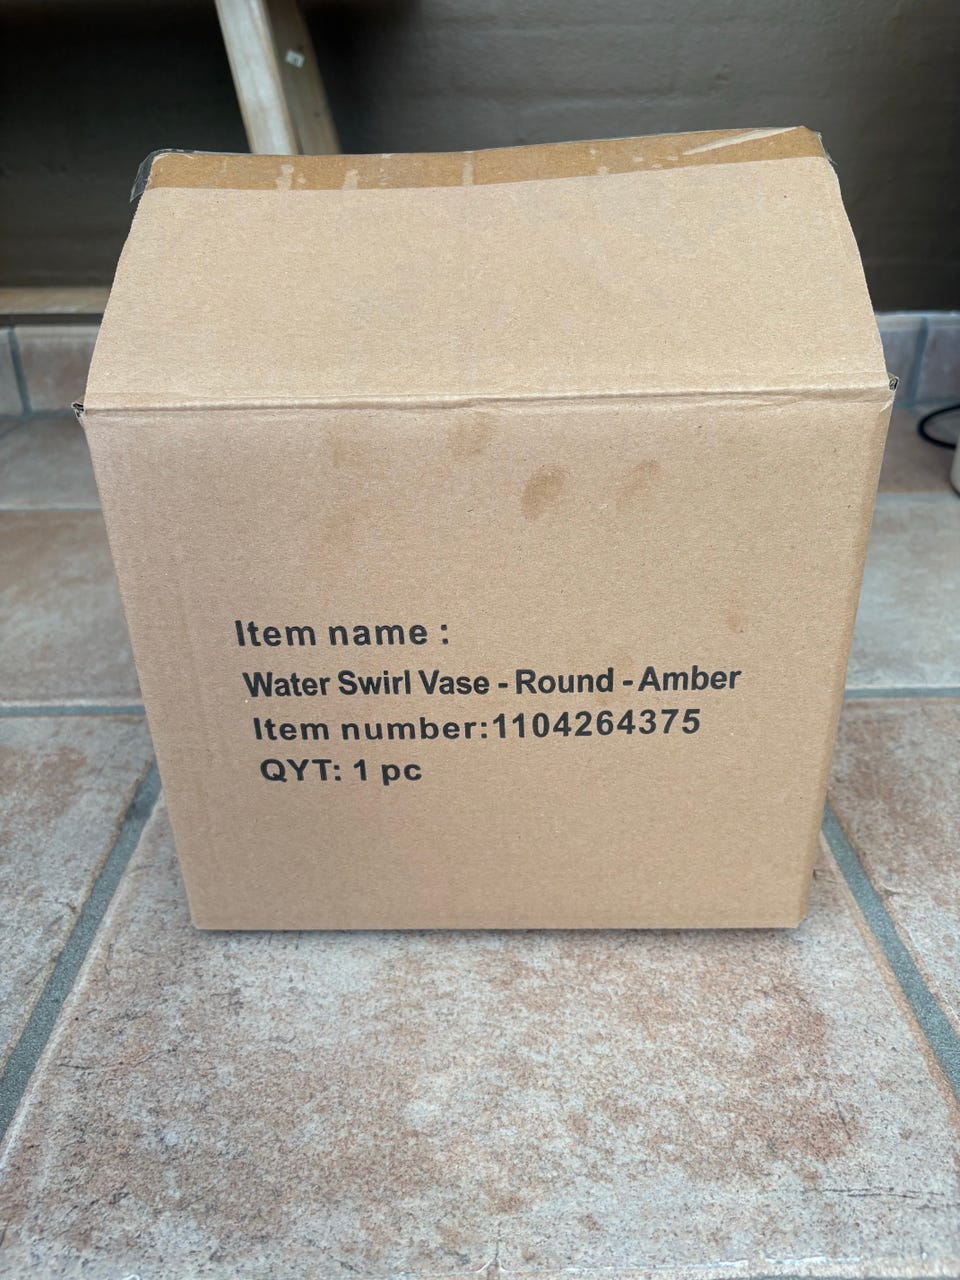 Item name :
Water Swirl Vase - Round - Amber
Item number:1104264375
QYT: 1 pc